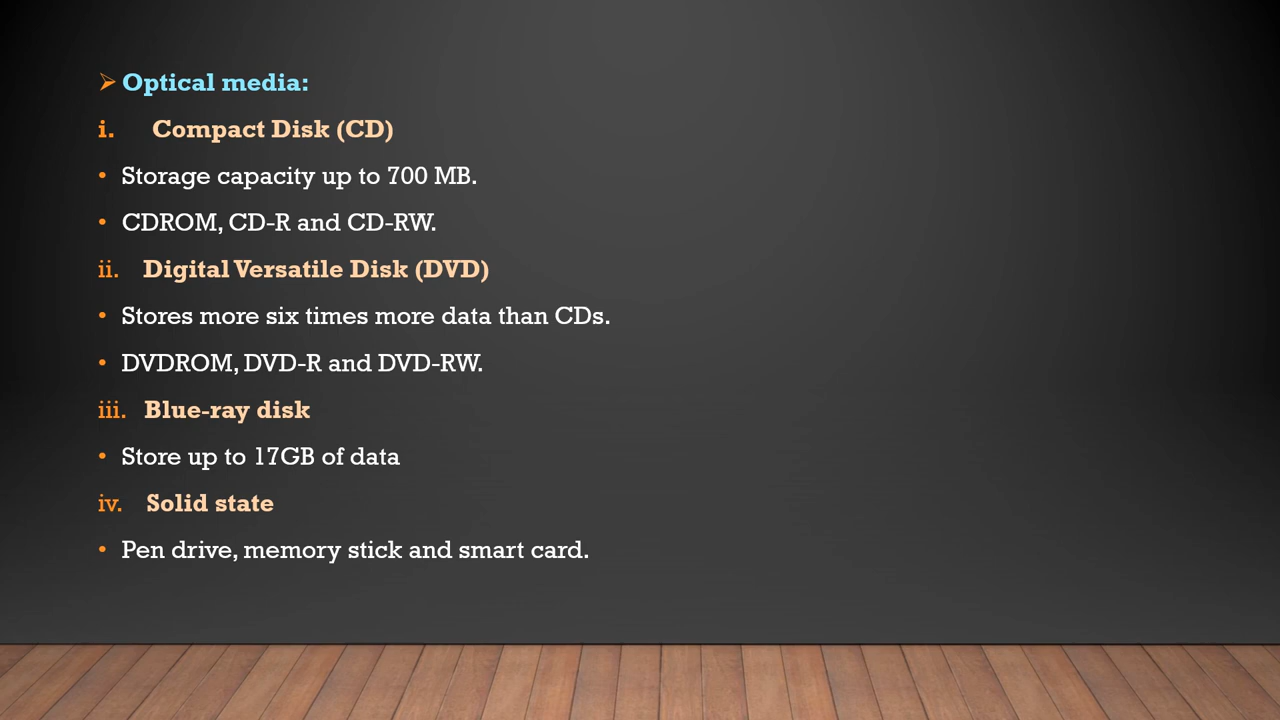 ➢ Optical media:
i. Compact Disk (CD)
• Storage capacity up to 700 MB.
• CDROM, CD-R and CD-RW.
ii. Digital Versatile Disk (DVD)
• Stores more six times more data than CDs.
• DVDROM, DVD-R and DVD-RW.
iii. Blue-ray disk
• Store up to 17GB of data
iv. Solid state
• Pen drive, memory stick and smart card.